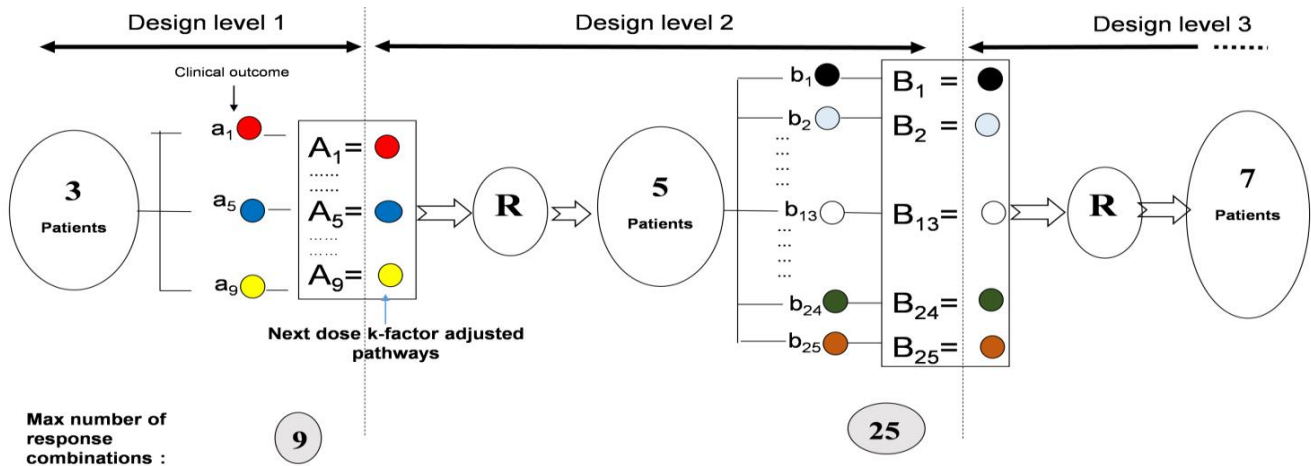 Design level 1
Design level 2
Design level 3
Clinical outcome
3
Patients
a1
a5
a9
A1=
......
......
A5=
......
......
A9=
Next dose k-factor adjusted
pathways
R
5
Patients
b1
b2
....
....
b13
....
....
b24
b25
B1 =
B2 =
B13=
B24=
B25=
R
7
Patients
Max number of
response
combinations :
9
25